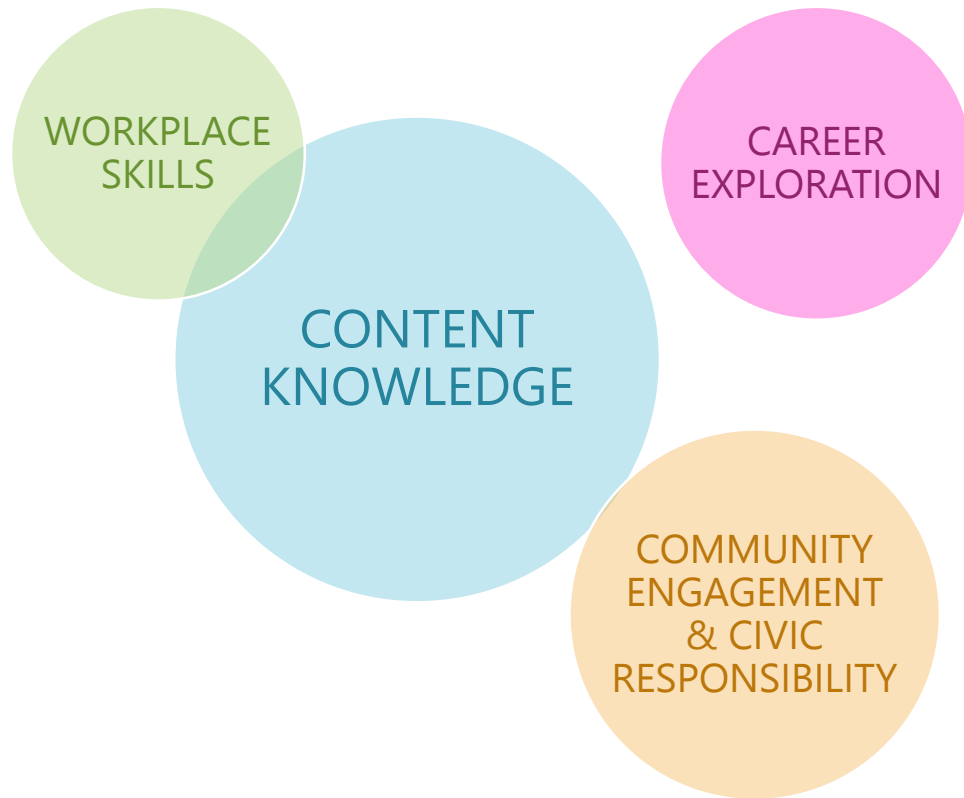 WORKPLACE
SKILLS
CAREER
EXPLORATION
CONTENT
KNOWLEDGE
COMMUNITY
ENGAGEMENT
& CIVIC
RESPONSIBILITY